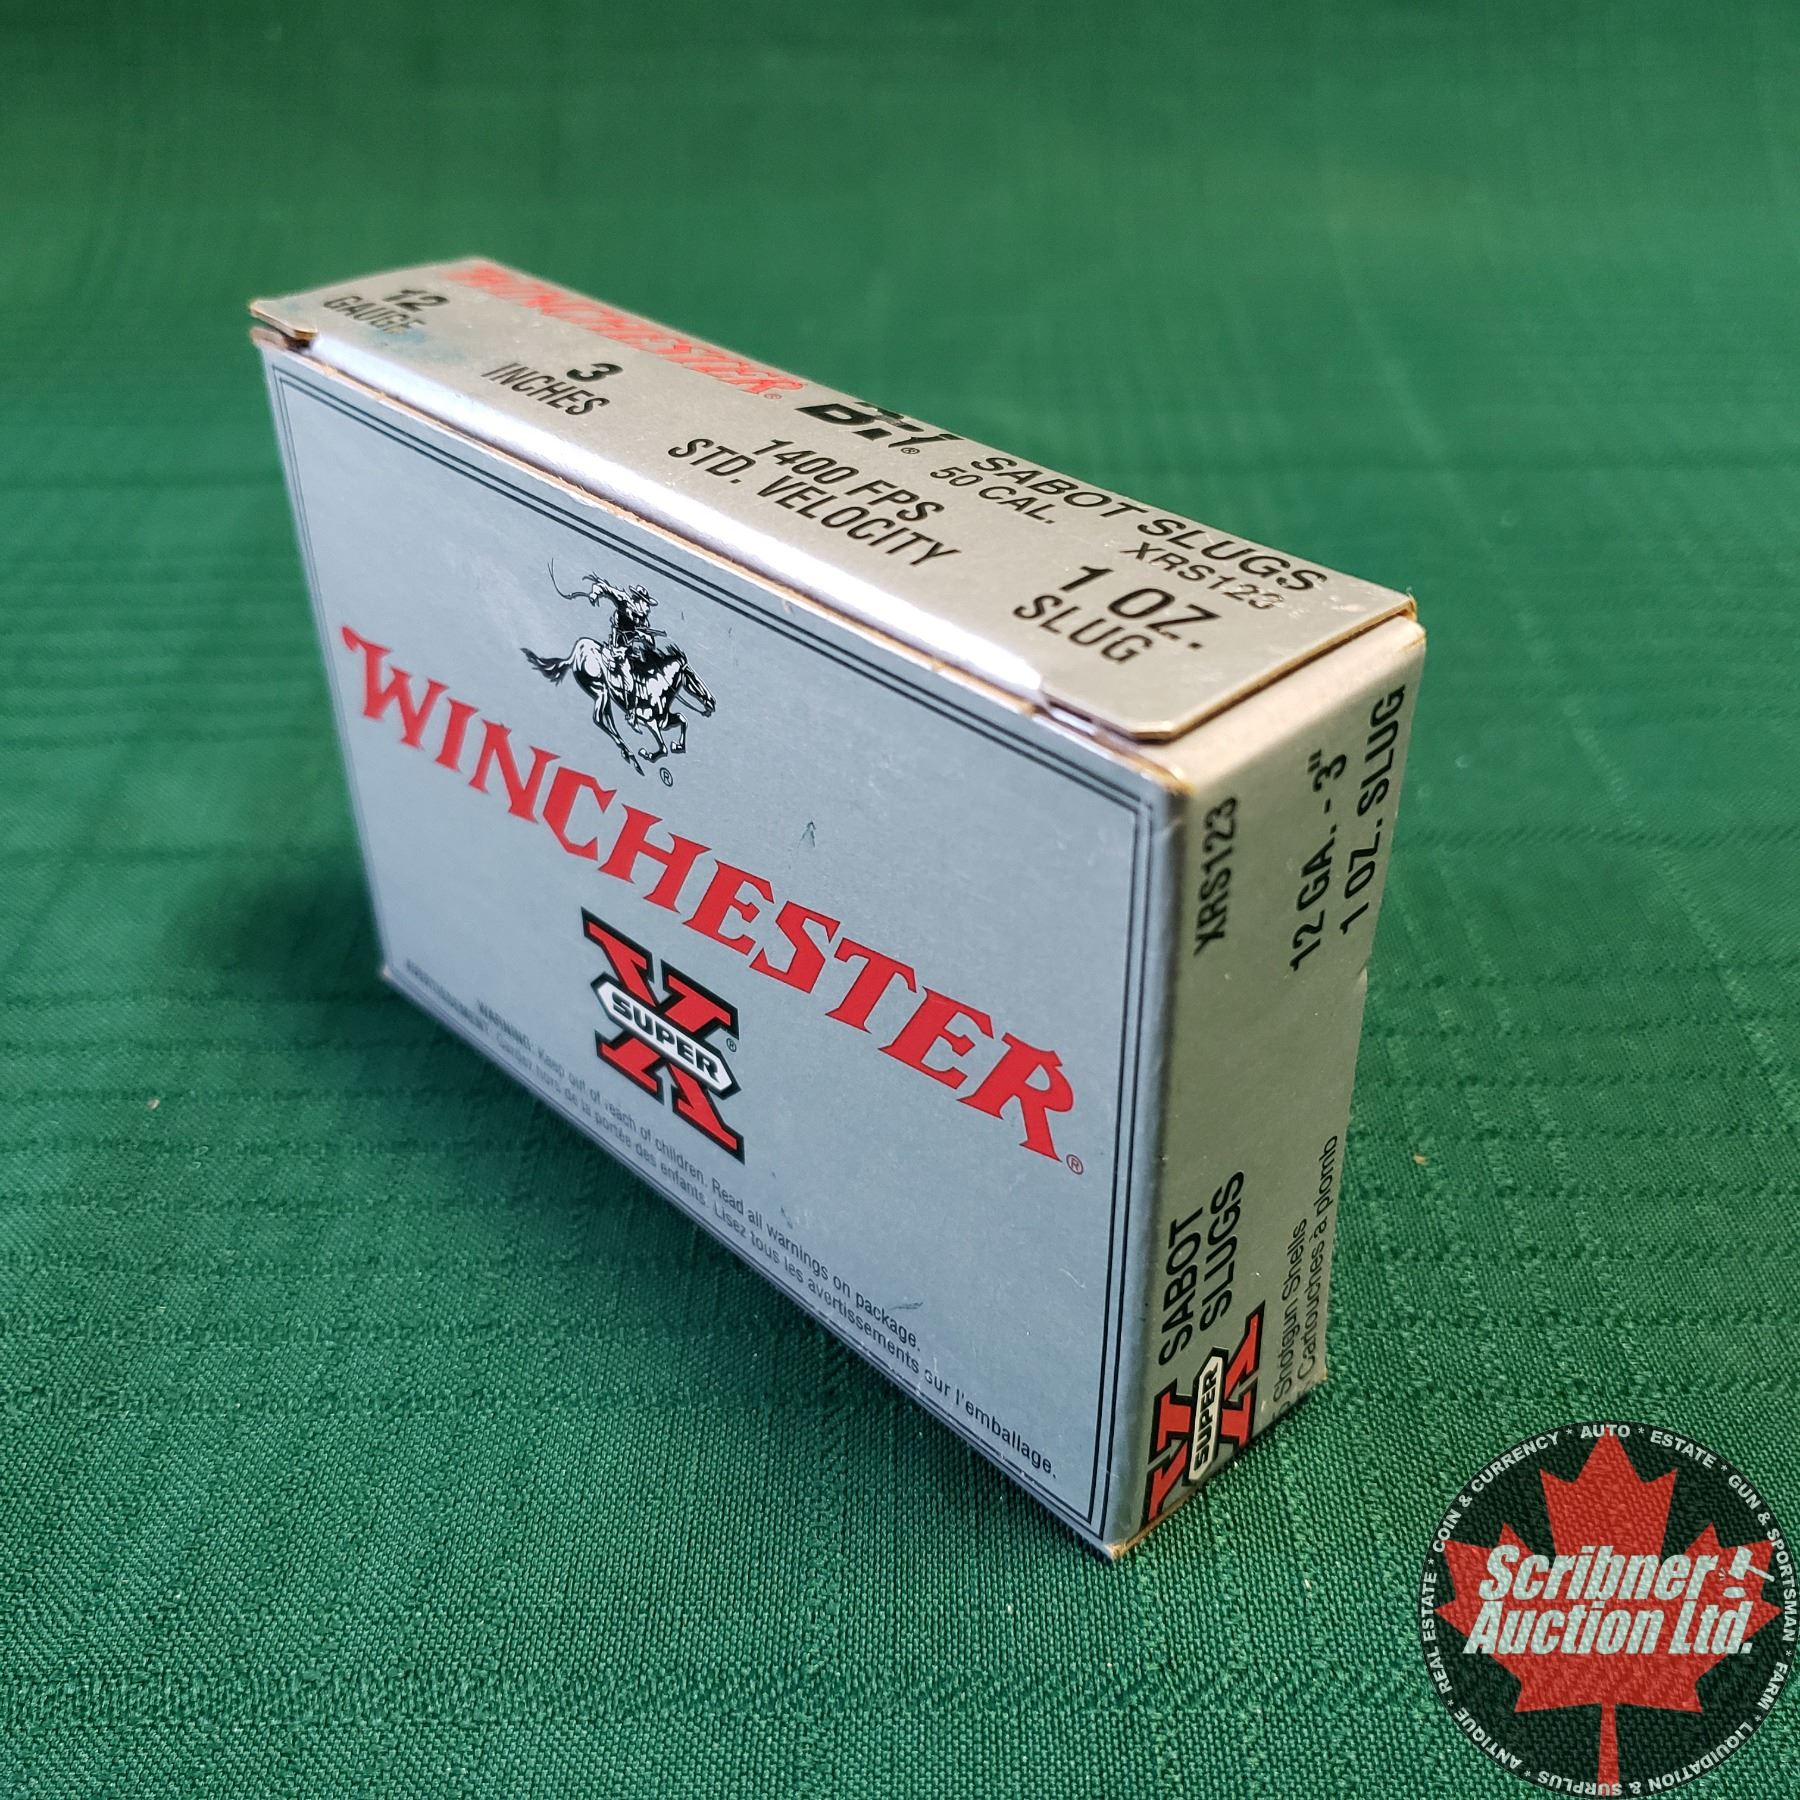 12
GAUGE
WINCHESTER®
BRI®
SABOT SLUGS
50 CAL.
XRS123
3
INCHES
1400 FPS
STD. VELOCITY
1 OZ.
SLUG
WINCHESTER®
SUPER X®
WARNING: Keep out of reach of children. Read all warnings on package.
AVERTISSEMENT: Gardez hors de la portée des enfants. Lisez tous les avertissements sur l'emballage.
XRS123
12 GA. - 3"
1 OZ. SLUG
SABOT
SLUGS
SUPER X
Shotgun Shells
Cartouches à plomb
Scribner
Auction Ltd.
ANTIQUE * REAL ESTATE * COIN & CURRENCY * AUTO * ESTATE * GUN & SPORTSMAN * FARM * LIQUIDATION & SURPLUS *